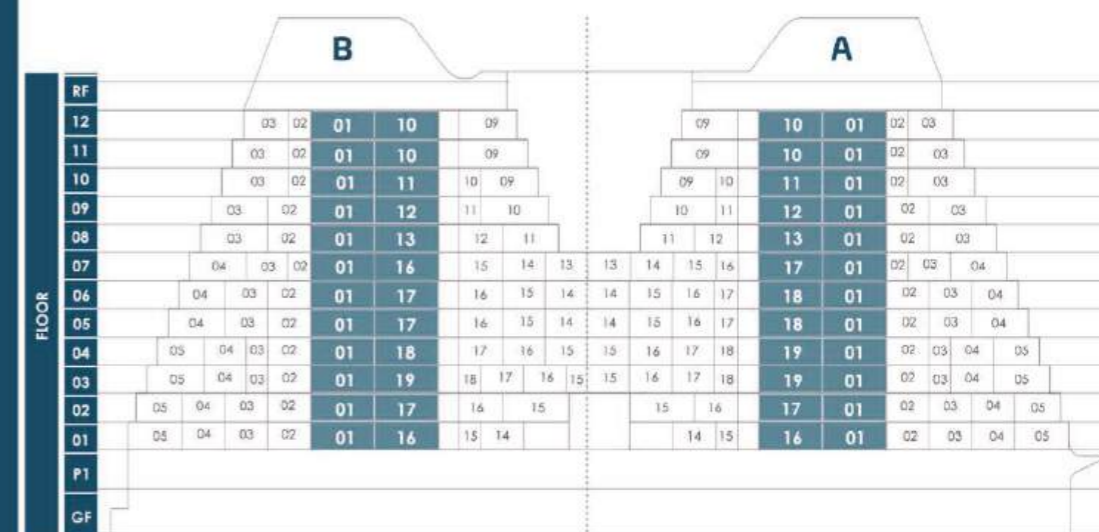 B A
RF
12 03 02 01 10 09 09 10 01 02 03
11 03 02 01 10 09 09 10 01 02 03
10 03 02 01 11 10 09 09 10 11 01 02 03
09 03 02 01 12 11 10 10 11 12 01 02 03
08 03 02 01 13 12 11 11 12 13 01 02 03
07 04 03 02 01 16 15 14 13 13 14 15 16 17 01 02 03 04
06 04 03 02 01 17 16 15 14 14 15 16 17 18 01 02 03 04
FLOOR
05 04 03 02 01 17 16 15 14 14 15 16 17 18 01 02 03 04
04 05 04 03 02 01 18 17 16 15 15 16 17 18 19 01 02 03 04 05
03 05 04 03 02 01 19 18 17 16 15 15 16 17 18 19 01 02 03 04 05
02 05 04 03 02 01 17 16 15 15 16 17 01 02 03 04 05
01 05 04 03 02 01 16 15 14 14 15 16 01 02 03 04 05
P1
GF